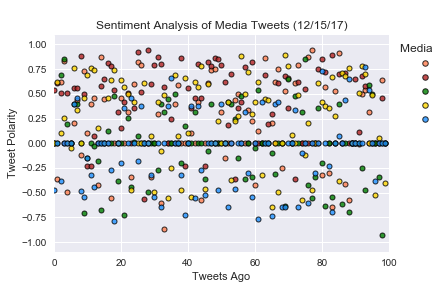 Sentiment Analysis of Media Tweets (12/15/17)
Media
1.00
0.75
0.50
0.25
0.00
−0.25
−0.50
−0.75
−1.00
Tweet Polarity
0 20 40 60 80 100
Tweets Ago